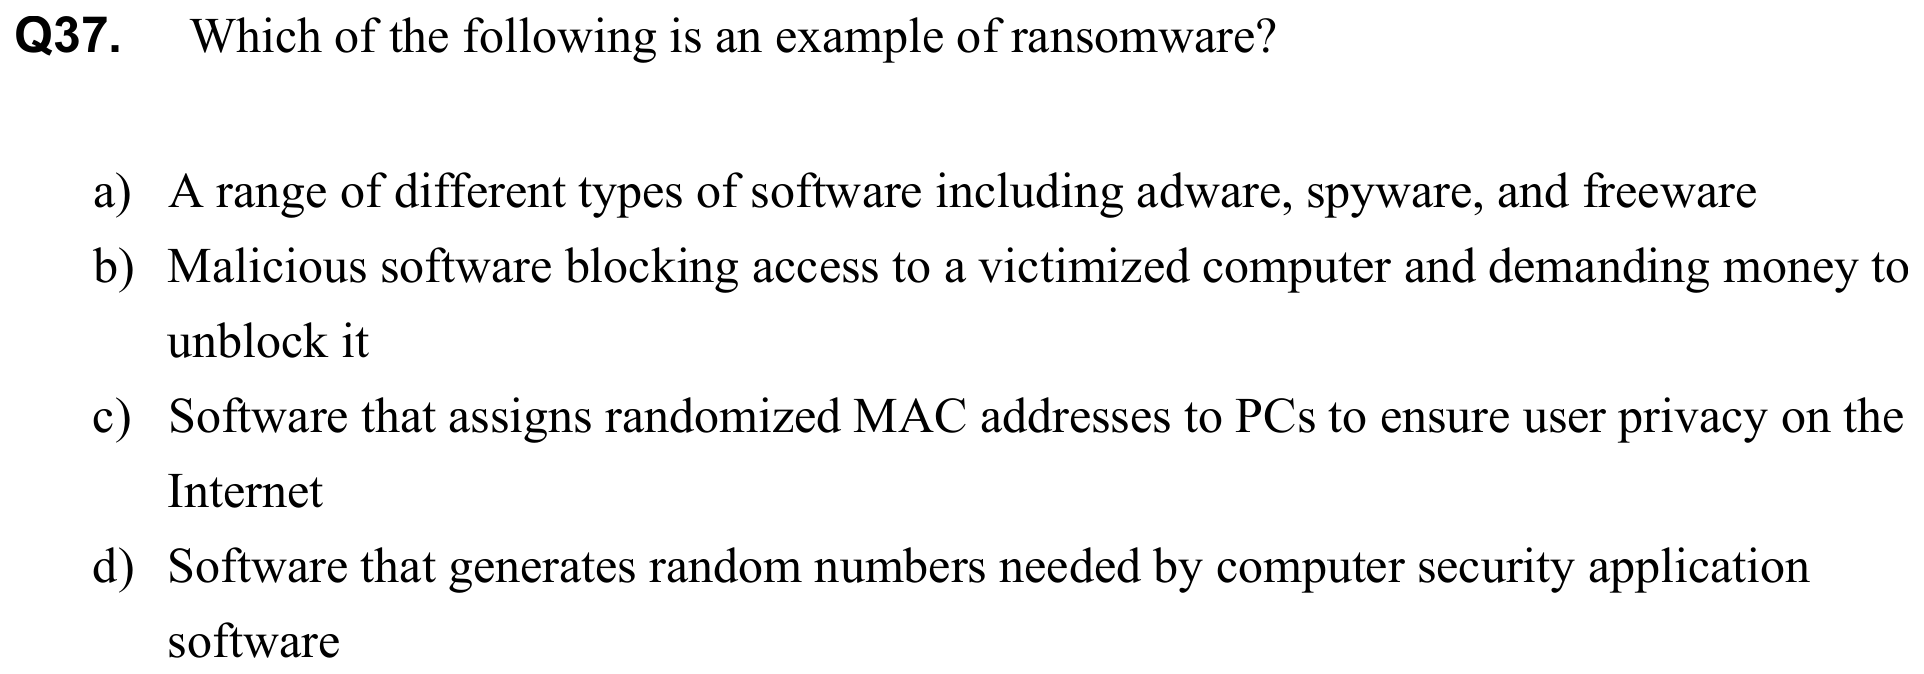 Q37. Which of the following is an example of ransomware?
a) A range of different types of software including adware, spyware, and freeware
b) Malicious software blocking access to a victimized computer and demanding money to
unblock it
c) Software that assigns randomized MAC addresses to PCs to ensure user privacy on the
Internet
d) Software that generates random numbers needed by computer security application
software